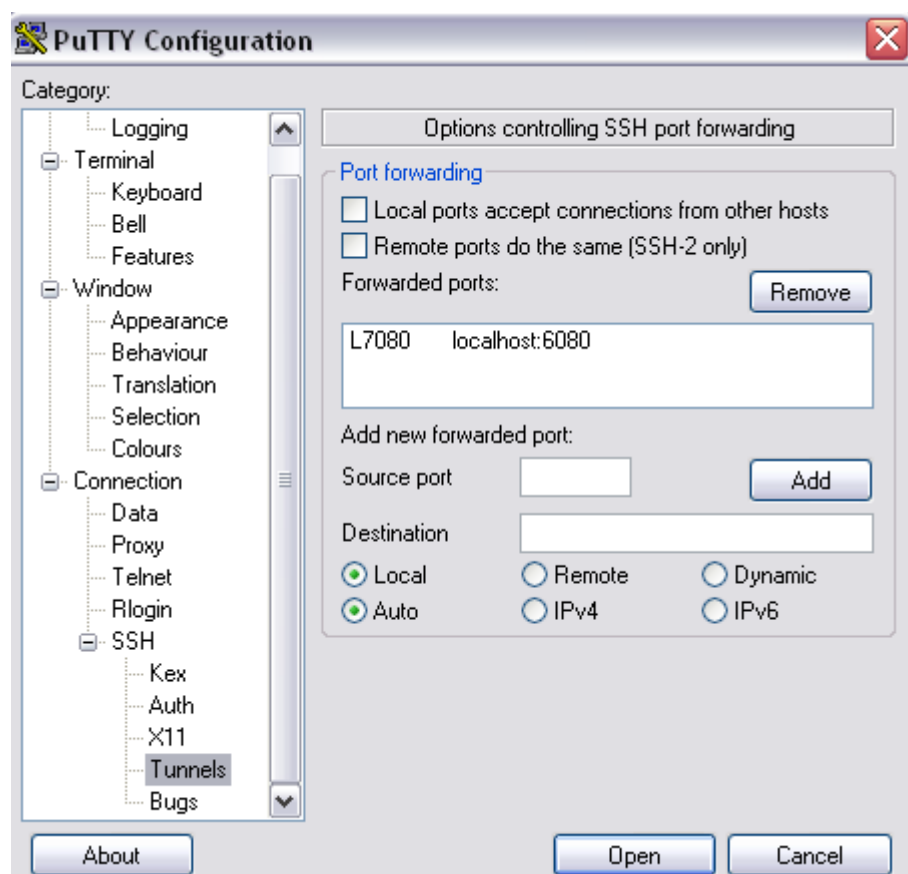 PuTTY Configuration
Category:
Logging
Terminal
Keyboard
Bell
Features
Window
Appearance
Behaviour
Translation
Selection
Colours
Connection
Data
Proxy
Telnet
Rlogin
SSH
Kex
Auth
X11
Tunnels
Bugs
Options controlling SSH port forwarding
Port forwarding
Local ports accept connections from other hosts
Remote ports do the same (SSH-2 only)
Forwarded ports:
Remove
L7080 localhost:6080
Add new forwarded port:
Source port
Add
Destination
Local Remote Dynamic
Auto IPv4 IPv6
About
Open
Cancel